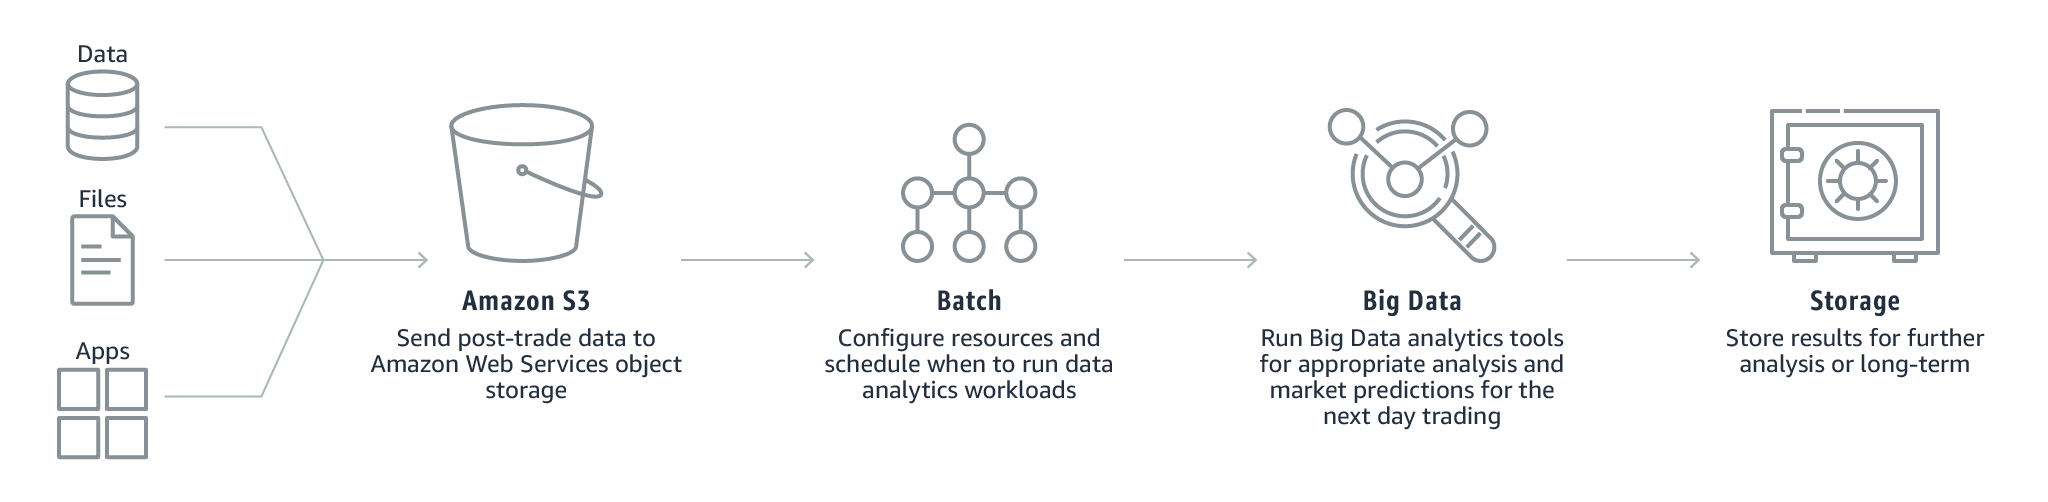 Data
Files
Apps
Amazon S3
Send post-trade data to
Amazon Web Services object
storage
Batch
Configure resources and
schedule when to run data
analytics workloads
Big Data
Run Big Data analytics tools
for appropriate analysis and
market predictions for the
next day trading
Storage
Store results for further
analysis or long-term